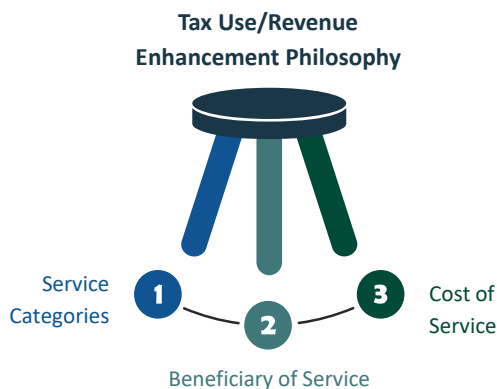 Tax Use/Revenue
Enhancement Philosophy
Service
Categories
1
2
Beneficiary of Service
3
Cost of
Service